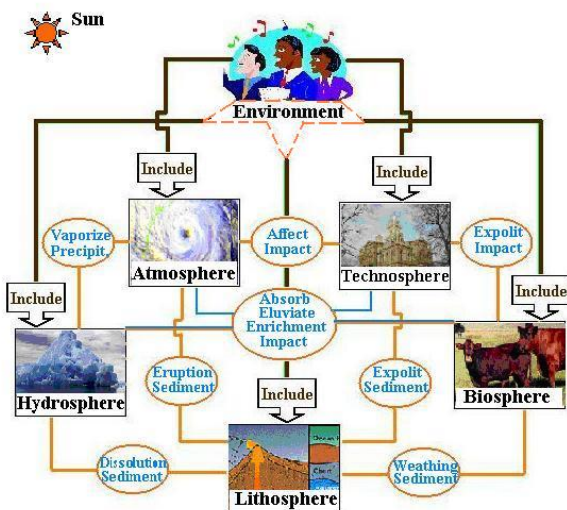 Sun
Environment
Include
Include
Vaporize
Precipit.
Affect
Impact
Expolit
Impact
Atmosphere
Technosphere
Include
Include
Absorb
Eluviate
Enrichment
Impact
Eruption
Sediment
Expolit
Sediment
Hydrosphere
Include
Biosphere
Dissolution
Sediment
Weathing
Sediment
Lithosphere